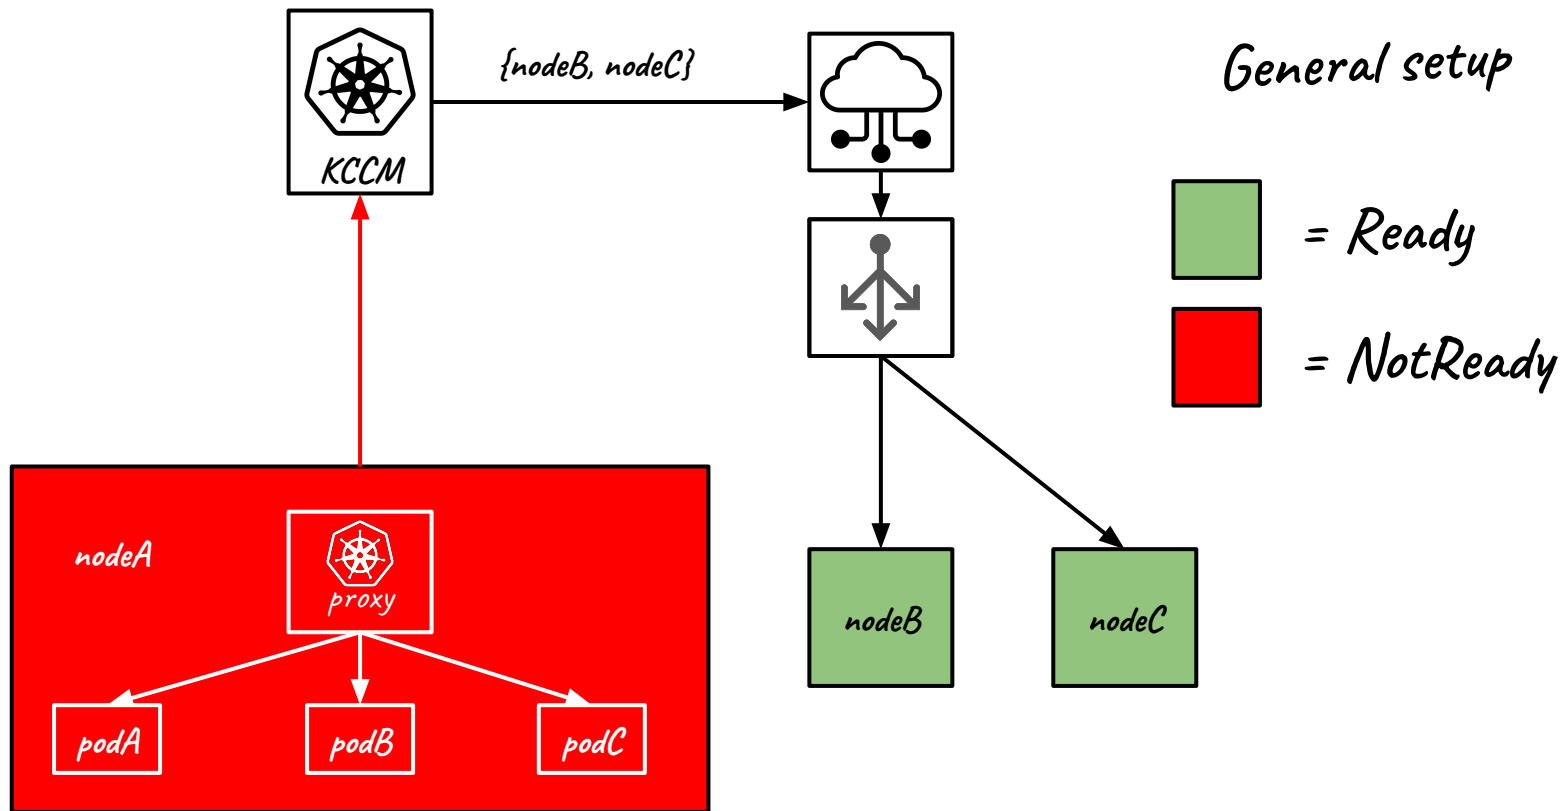 {nodeB, nodeC}
General setup
KCCM
= Ready
= NotReady
nodeA
proxy
nodeB
nodeC
podA
podB
podC